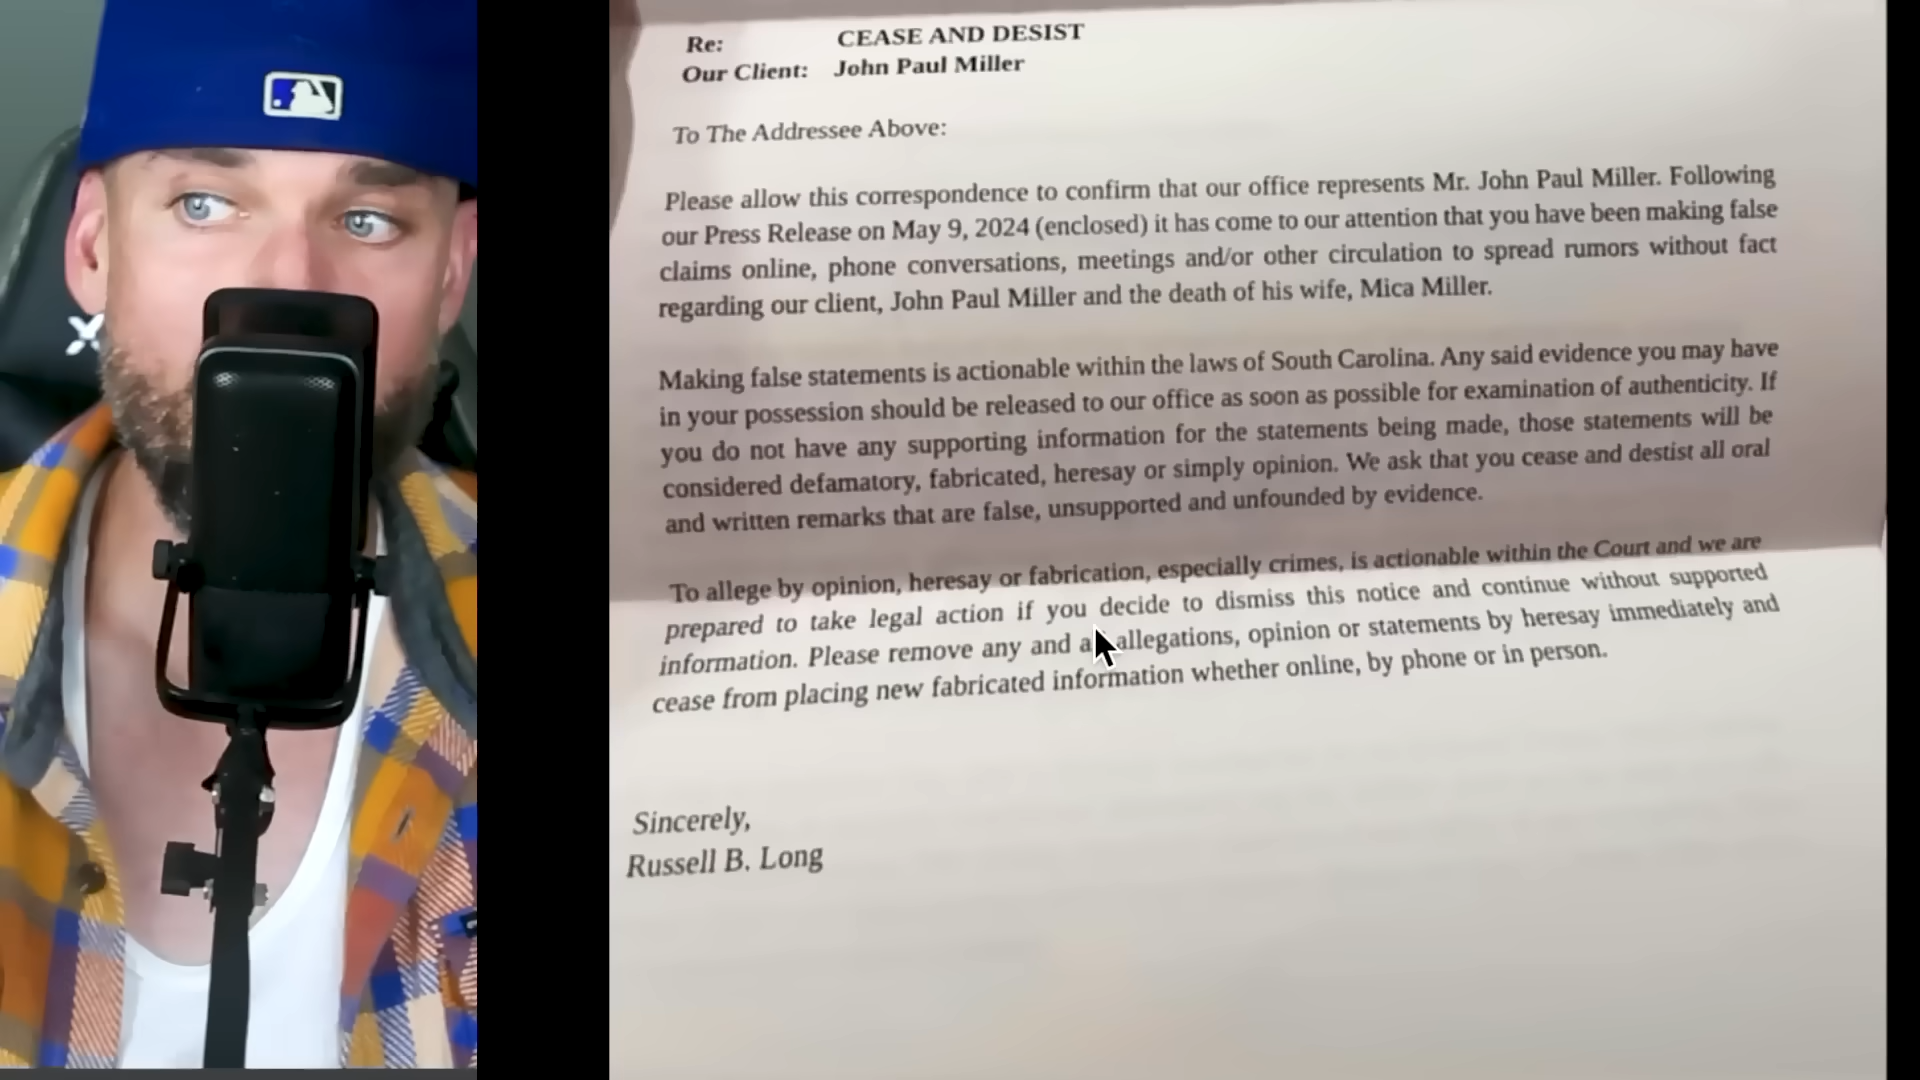 Re: CEASE AND DESIST
Our Client: John Paul Miller
To The Addressee Above:
Please allow this correspondence to confirm that our office represents Mr. John Paul Miller. Following
our Press Release on May 9, 2024 (enclosed) it has come to our attention that you have been making false
claims online, phone conversations, meetings and/or other circulation to spread rumors without fact
regarding our client, John Paul Miller and the death of his wife, Mica Miller.
Making false statements is actionable within the laws of South Carolina. Any said evidence you may have
in your possession should be released to our office as soon as possible for examination of authenticity. If
you do not have any supporting information for the statements being made, those statements will be
considered defamatory, fabricated, heresay or simply opinion. We ask that you cease and destist all oral
and written remarks that are false, unsupported and unfounded by evidence.
To allege by opinion, heresay or fabrication, especially crimes, is actionable within the Court and we are
prepared to take legal action if you decide to dismiss this notice and continue without supported
information. Please remove any and allegations, opinion or statements by heresay immediately and
cease from placing new fabricated information whether online, by phone or in person.
Sincerely,
Russell B. Long